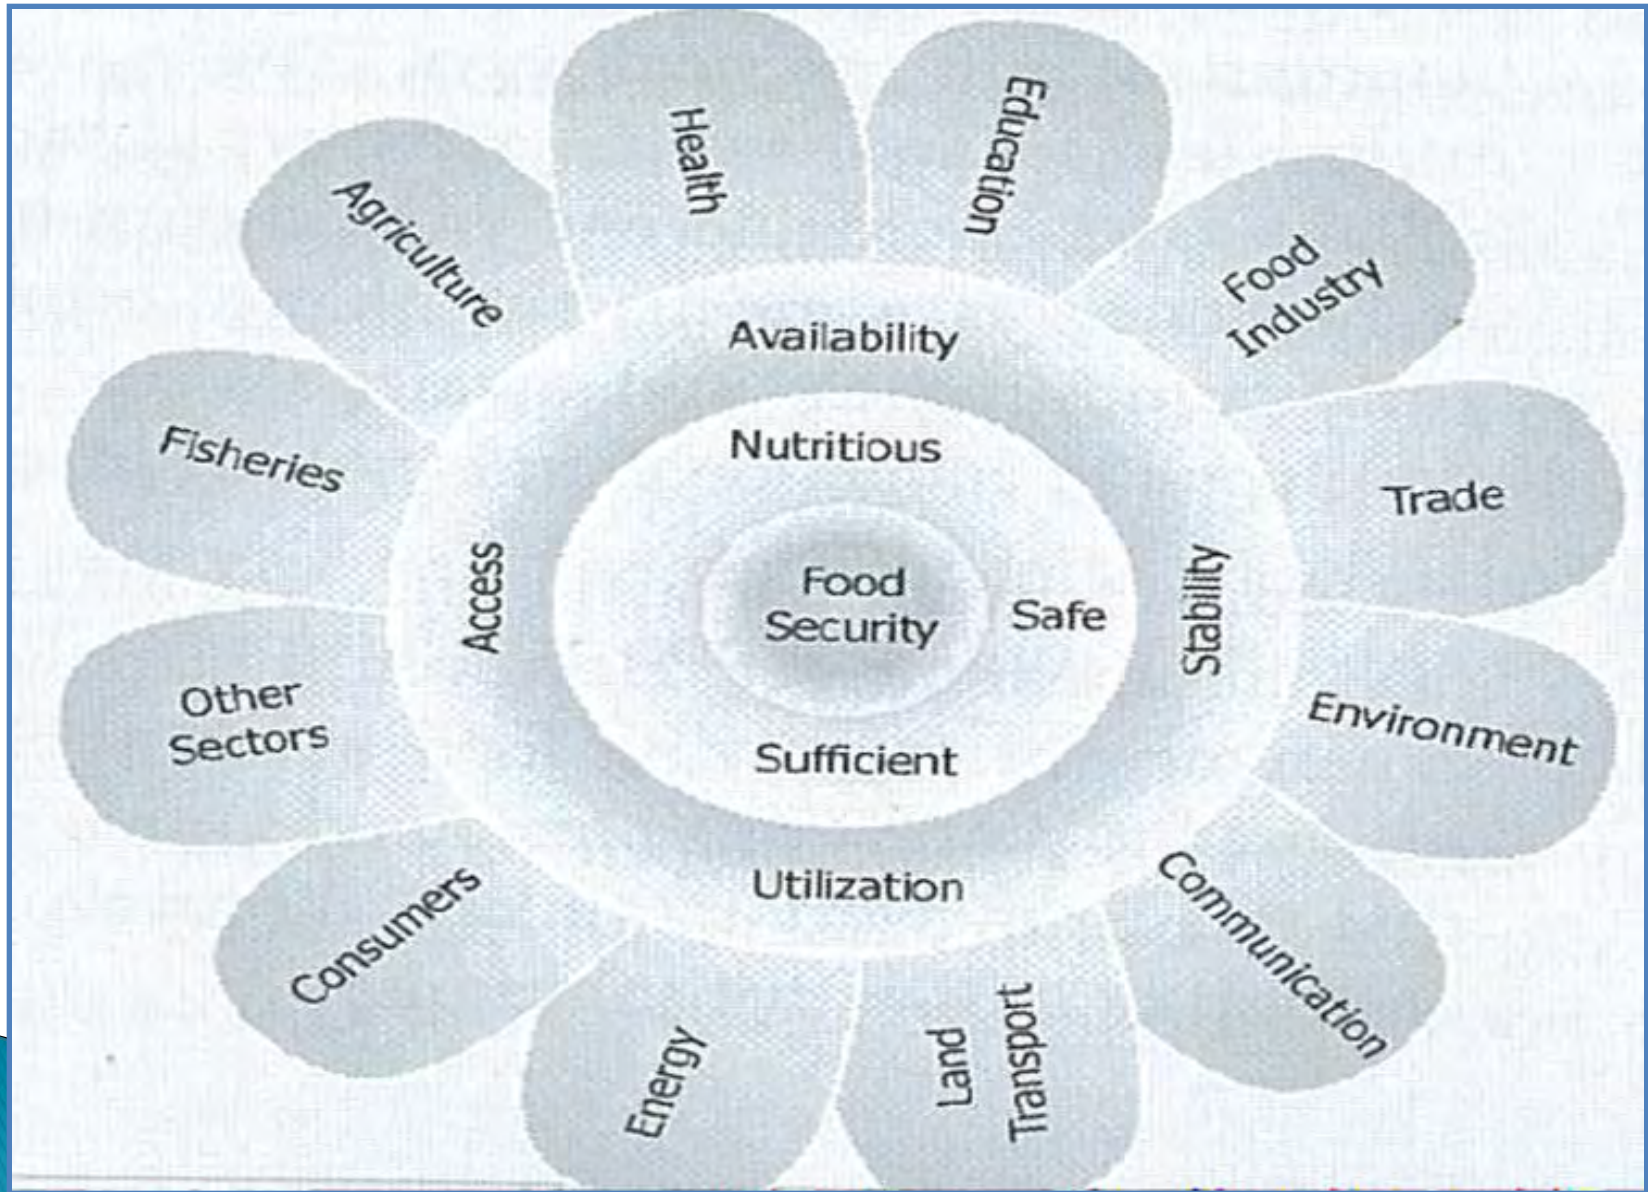 Health
Education
Food
Industry
Trade
Environment
Communication
Land
Transport
Energy
Consumers
Other
Sectors
Fisheries
Agriculture
Availability
Stability
Utilization
Access
Nutritious
Safe
Sufficient
Food
Security